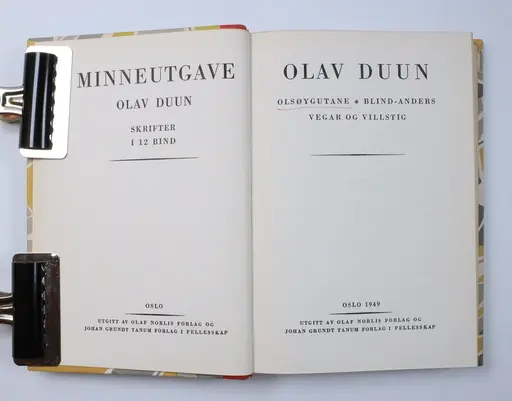 MINNEUTGAVE
OLAV DUUN
SKRIFTER
I 12 BIND
OSLO
UTGITT AV OLAF NORLIS FORLAG OG
JOHAN GRUNDT TANUM FORLAG I FELLESSKAP
OLAV DUUN
OLSØYGUTANE * BLIND-ANDERS
VEGAR OG VILLSTIG
OSLO 1949
UTGITT AV OLAF NORLIS FORLAG OG
JOHAN GRUNDT TANUM FORLAG I FELLESSKAP